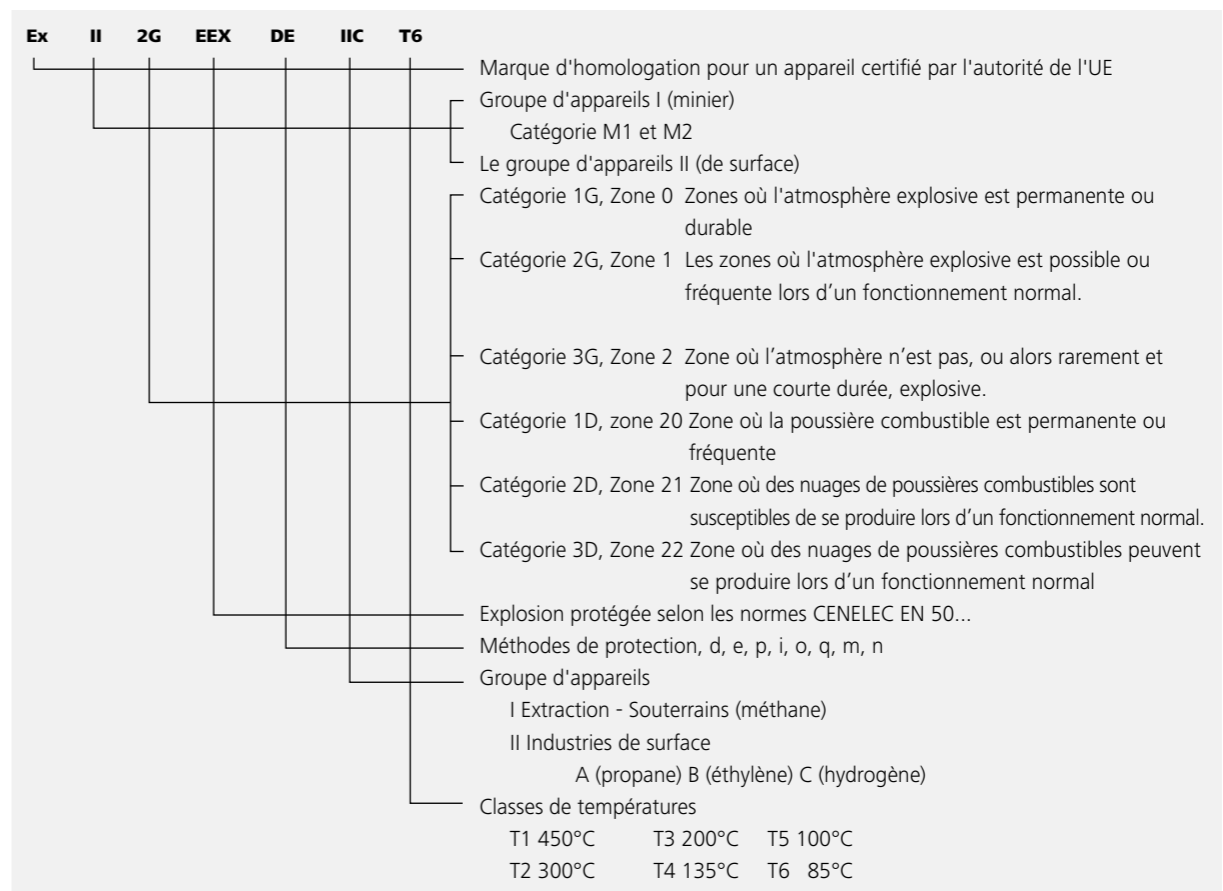 Ex II 2G EEX DE IIC T6
Marque d'homologation pour un appareil certifié par l'autorité de l'UE
Groupe d'appareils I (minier)
Catégorie M1 et M2
Le groupe d'appareils II (de surface)
Catégorie 1G, Zone 0 Zones où l'atmosphère explosive est permanente ou
durable
Catégorie 2G, Zone 1 Les zones où l'atmosphère explosive est possible ou
fréquente lors d’un fonctionnement normal.
Catégorie 3G, Zone 2 Zone où l’atmosphère n’est pas, ou alors rarement et
pour une courte durée, explosive.
Catégorie 1D, zone 20 Zone où la poussière combustible est permanente ou
fréquente
Catégorie 2D, Zone 21 Zone où des nuages de poussières combustibles sont
susceptibles de se produire lors d’un fonctionnement normal.
Catégorie 3D, Zone 22 Zone où des nuages de poussières combustibles peuvent
se produire lors d’un fonctionnement normal
Explosion protégée selon les normes CENELEC EN 50...
Méthodes de protection, d, e, p, i, o, q, m, n
Groupe d'appareils
I Extraction - Souterrains (méthane)
II Industries de surface
A (propane) B (éthylène) C (hydrogène)
Classes de températures
T1 450°C T3 200°C T5 100°C
T2 300°C T4 135°C T6 85°C